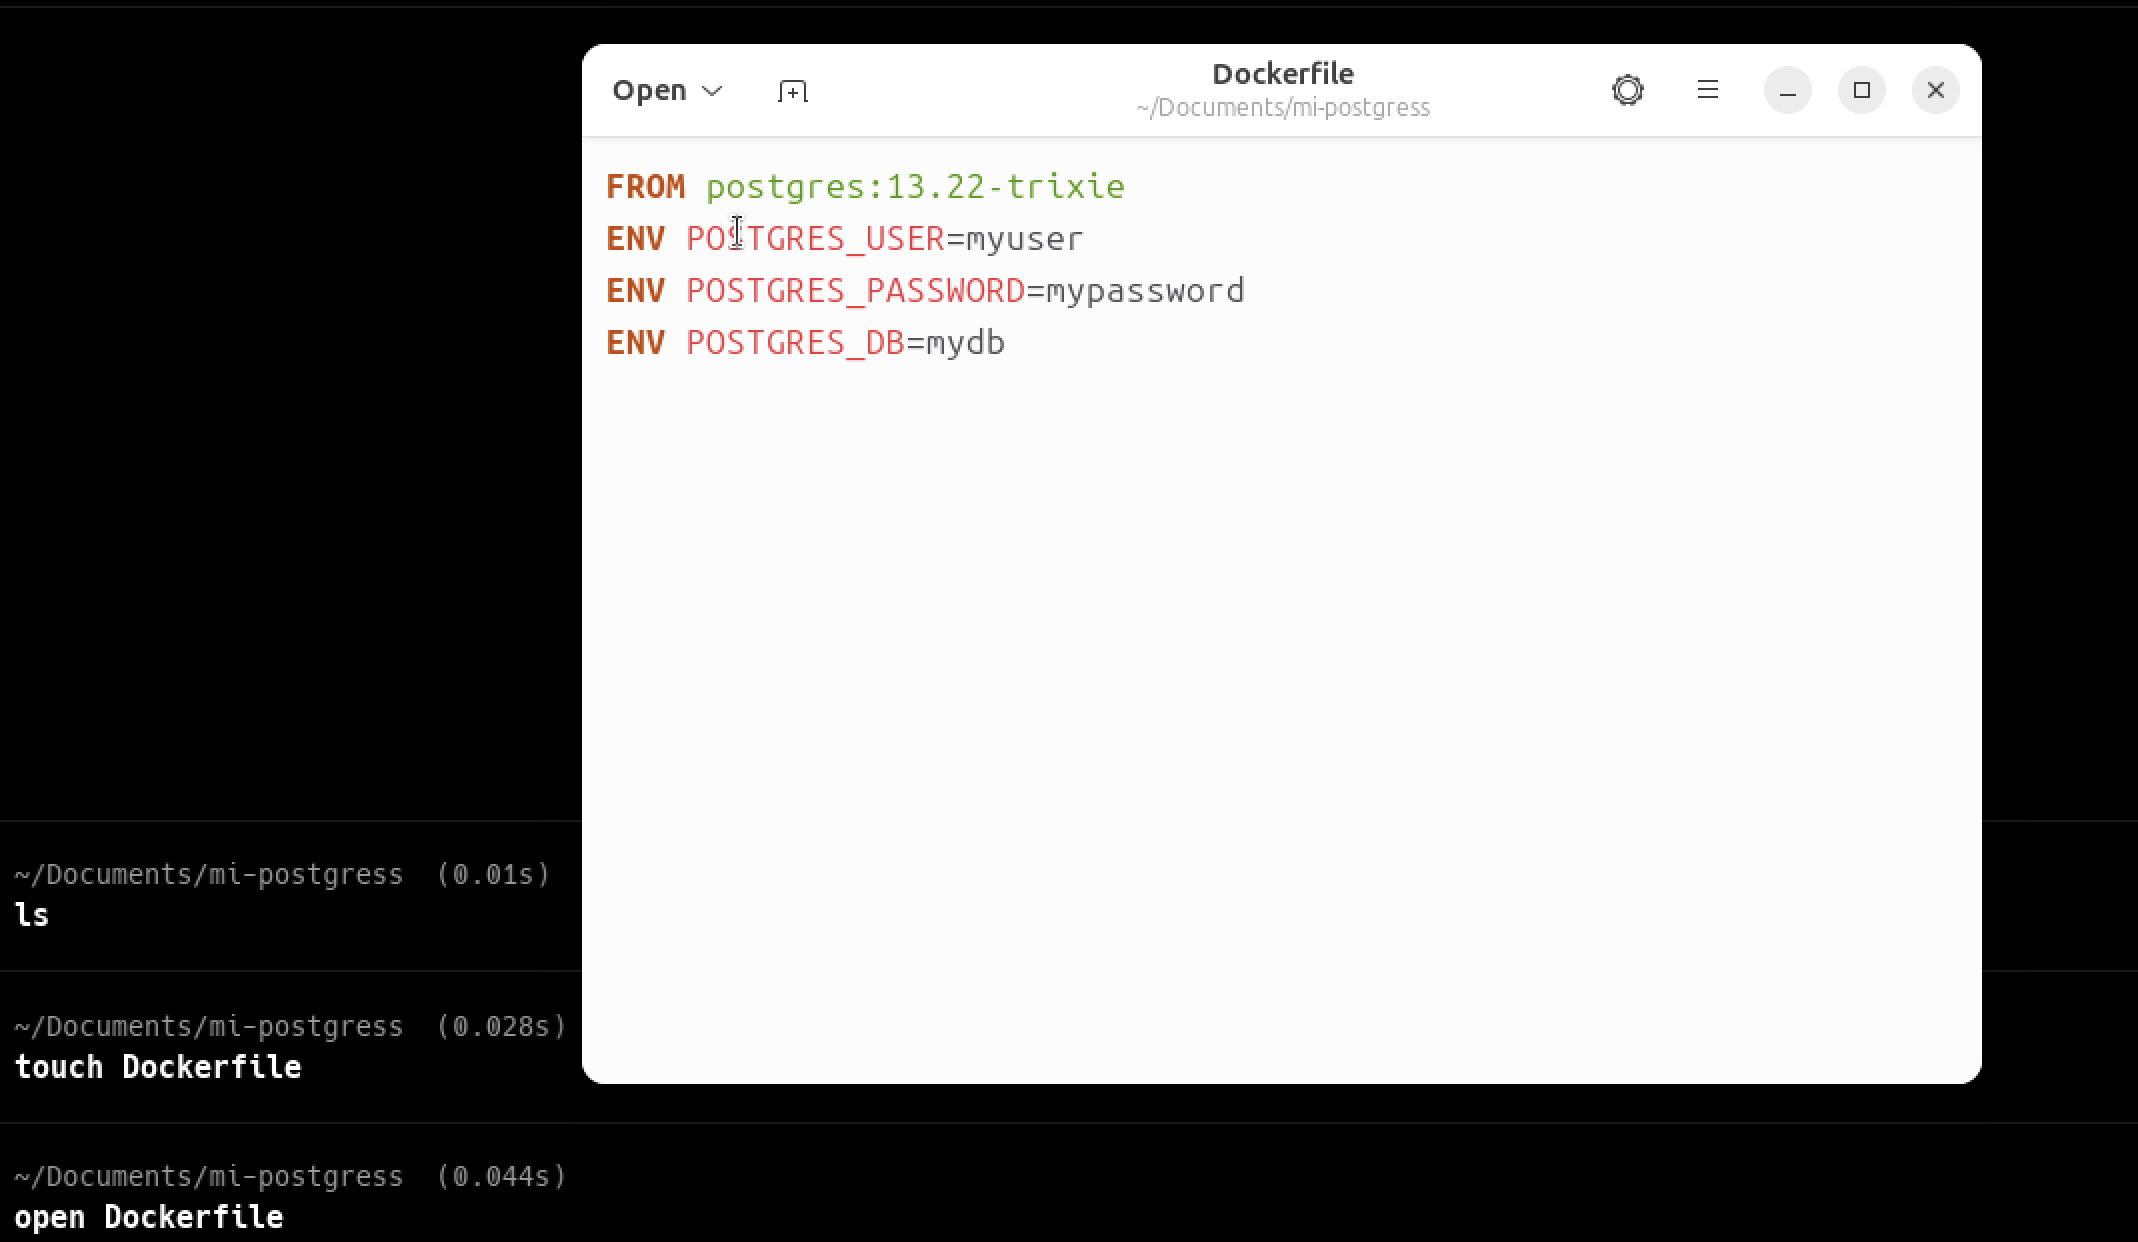 Open
Dockerfile
~/Documents/mi-postgress
FROM postgres:13.22-trixie
ENV POSTGRES_USER=myuser
ENV POSTGRES_PASSWORD=mypassword
ENV POSTGRES_DB=mydb
~/Documents/mi-postgress (0.01s)
ls
~/Documents/mi-postgress (0.028s)
touch Dockerfile
~/Documents/mi-postgress (0.044s)
open Dockerfile